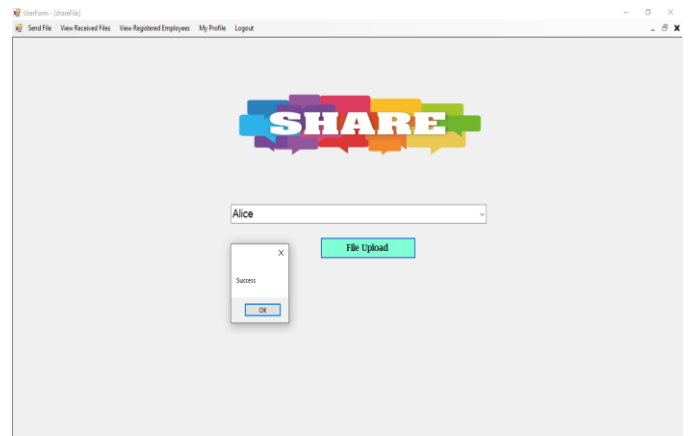 UserForm - [shareFile]
Send File View Received Files View Registered Employees My Profile Logout
SHARE
Alice
File Upload
Success
OK